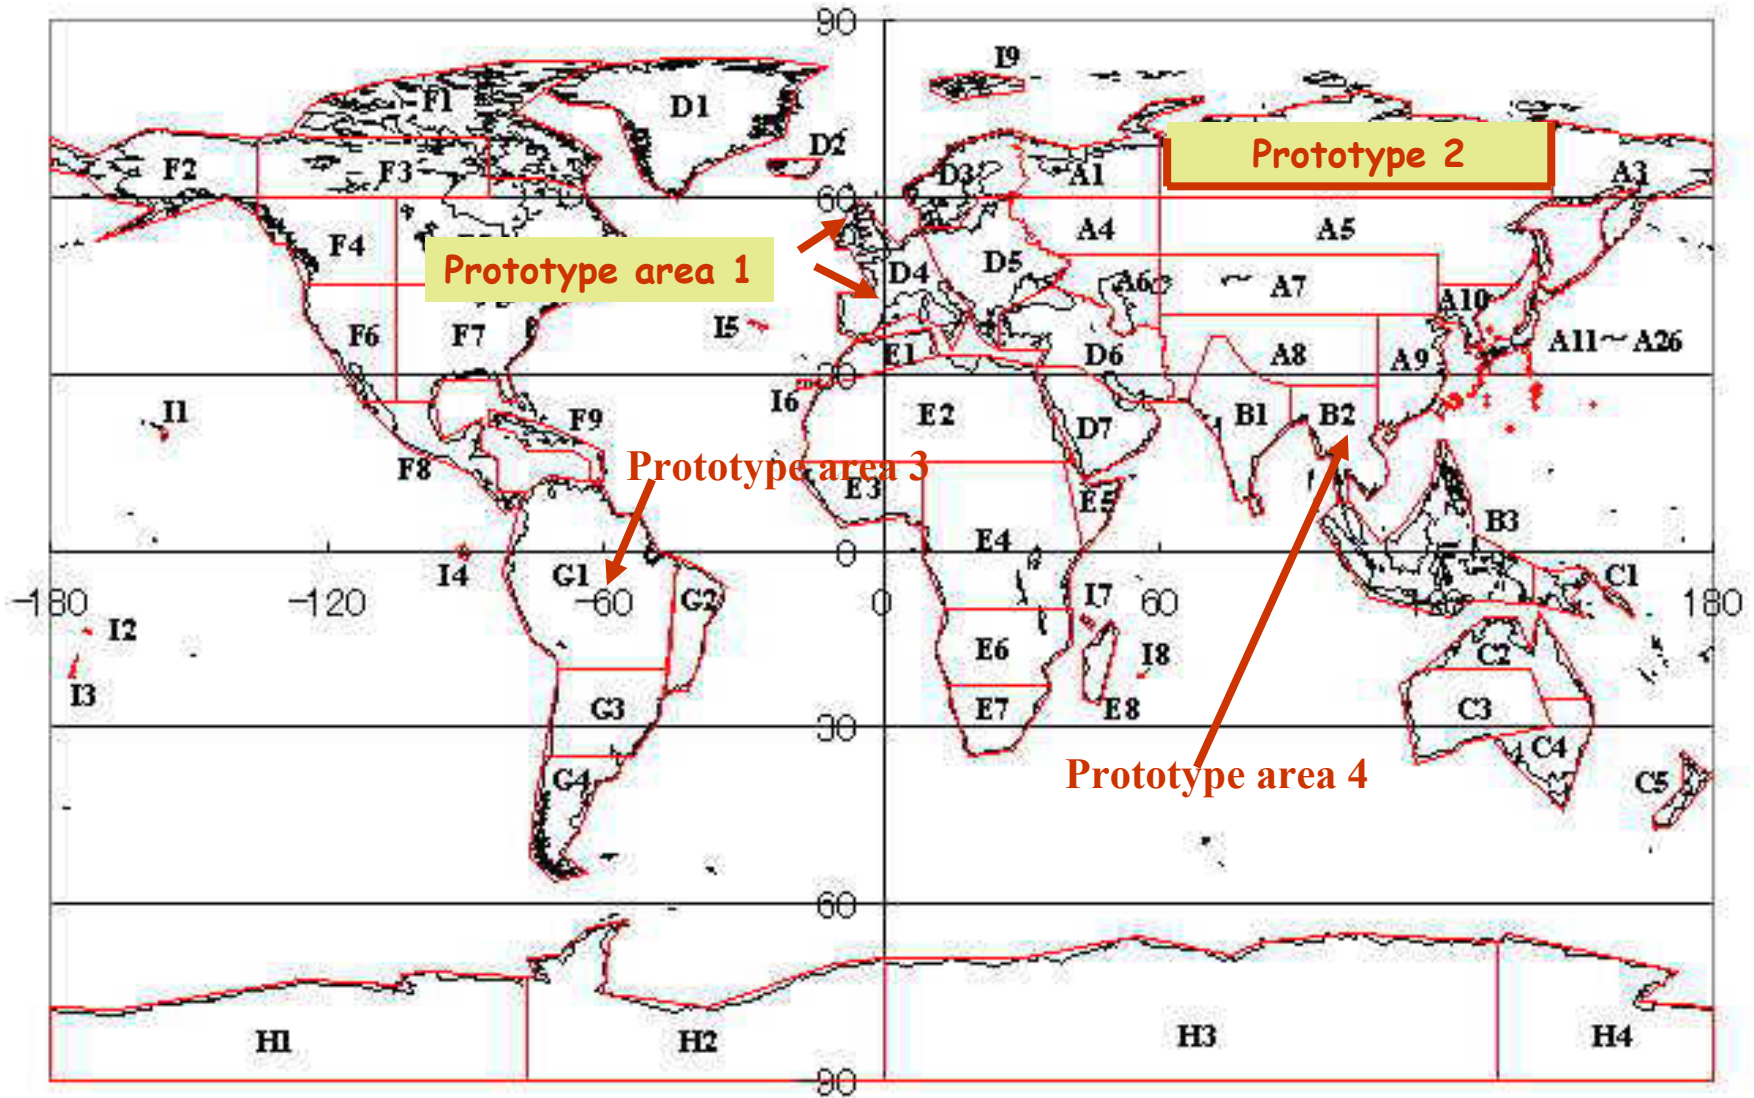 90
I9
F1
D1
D2
Prototype 2
F2
F3
D3
A1
A3
60
F4
A4
A5
Prototype area 1
D4
D5
A6
A7
A10
I5
F6
F7
E1
D6
A8
A9
A11~A26
I1
I6
F9
E2
D7
B1
B2
F8
Prototype area 3
E3
E5
B3
E4
0
I4
G1
C1
-180
-120
-60
G2
0
I7
60
180
I2
E6
I8
C2
I3
G3
E7
E8
C3
30
G4
Prototype area 4
C4
C5
60
H1
H2
H3
H4
-90